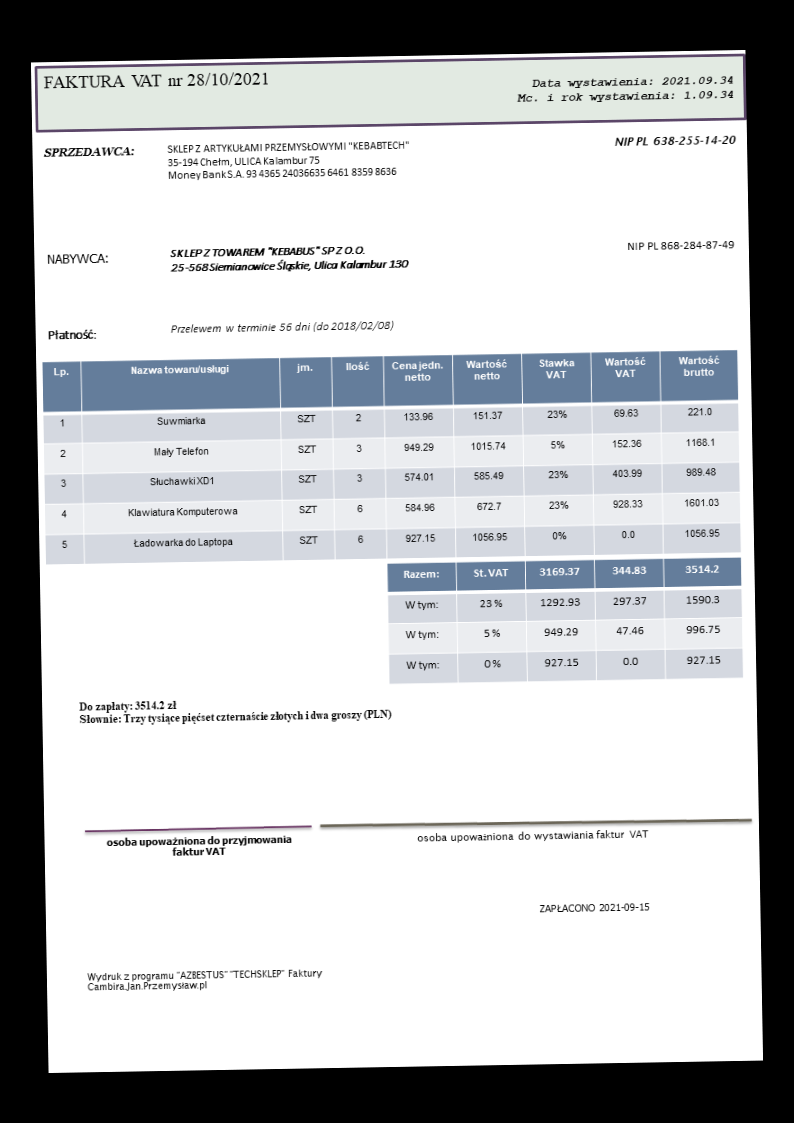 FAKTURA VAT nr 28/10/2021
Data wystawienia: 2021.09.34
Mc. i rok wystawienia: 1.09.34
SPRZEDAWCA: SKLEP Z ARTYKUŁAMI PRZEMYSŁOWYMI "KEBABTECH" NIP PL 638-255-14-20
35-194 Chełm, ULICA Kalambur 75
Money Bank S.A. 93 4365 24036635 6461 8359 8636
NABYWCA: SKLEP Z TOWAREM "KEBABUS" SP Z O.O. NIP PL 868-284-87-49
25-568 Siemianowice Śląskie, Ulica Kalambur 130
Płatność: Przelewem w terminie 56 dni (do 2018/02/08)
Lp. Nazwa towaru/usługi jm. Ilość Cena jedn. netto Wartość netto Stawka VAT Wartość VAT Wartość brutto
1 Suwmiarka SZT 2 133.96 151.37 23% 69.63 221.0
2 Mały Telefon SZT 3 949.29 1015.74 5% 152.36 1168.1
3 Słuchawki XD1 SZT 3 574.01 585.49 23% 403.99 989.48
4 Klawiatura Komputerowa SZT 6 584.96 672.7 23% 928.33 1601.03
5 Ładowarka do Laptopa SZT 6 927.15 1056.95 0% 0.0 1056.95
Razem: St. VAT 3169.37 344.83 3514.2
W tym: 23 % 1292.93 297.37 1590.3
W tym: 5 % 949.29 47.46 996.75
W tym: 0 % 927.15 0.0 927.15
Do zapłaty: 3514.2 zł
Słownie: Trzy tysiące pięćset czternaście złotych i dwa groszy (PLN)
osoba upoważniona do przyjmowania
faktur VAT
osoba upoważniona do wystawiania faktur VAT
ZAPŁACONO 2021-09-15
Wydruk z programu "AZBESTUS" "TECHSKLEP" Faktury
Cambira.Jan.Przemysław.pl